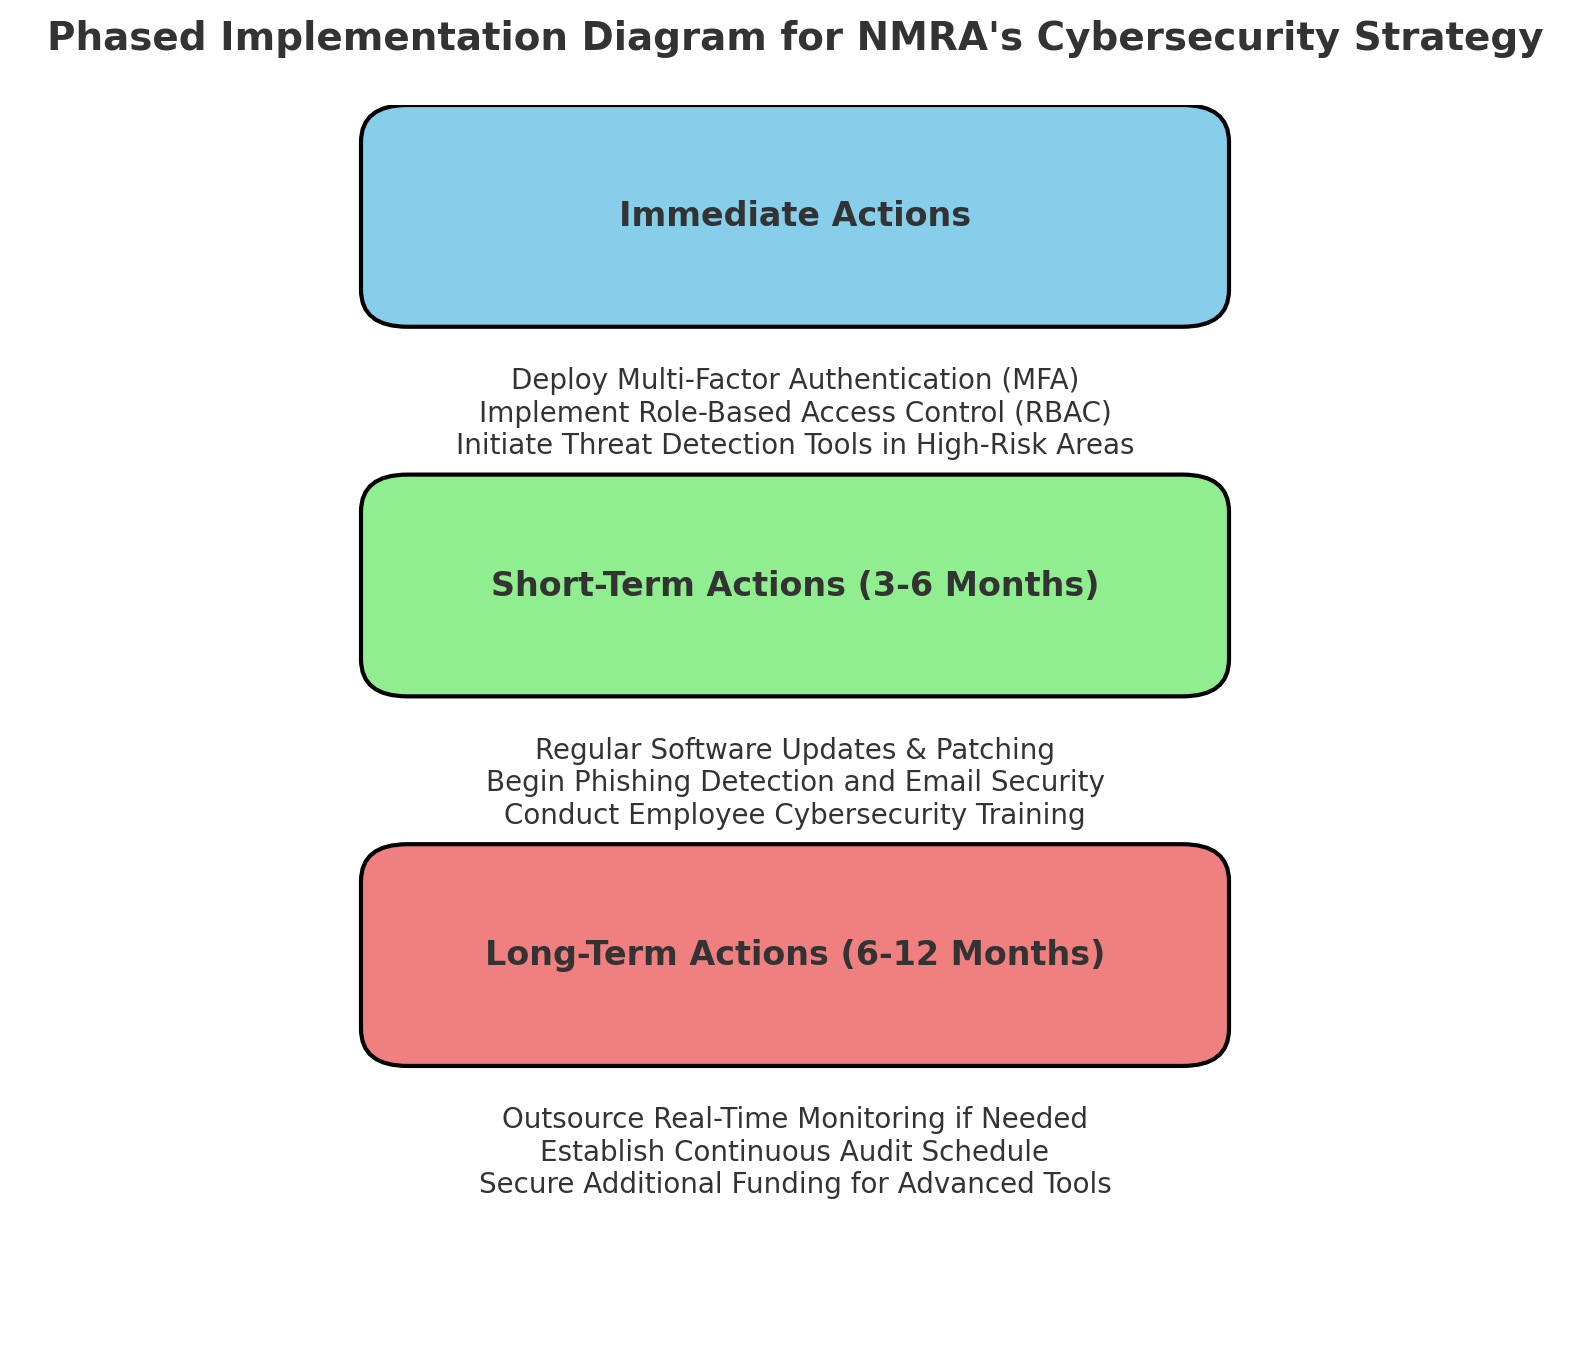 Phased Implementation Diagram for NMRA's Cybersecurity Strategy
Immediate Actions
Deploy Multi-Factor Authentication (MFA)
Implement Role-Based Access Control (RBAC)
Initiate Threat Detection Tools in High-Risk Areas
Short-Term Actions (3-6 Months)
Regular Software Updates & Patching
Begin Phishing Detection and Email Security
Conduct Employee Cybersecurity Training
Long-Term Actions (6-12 Months)
Outsource Real-Time Monitoring if Needed
Establish Continuous Audit Schedule
Secure Additional Funding for Advanced Tools